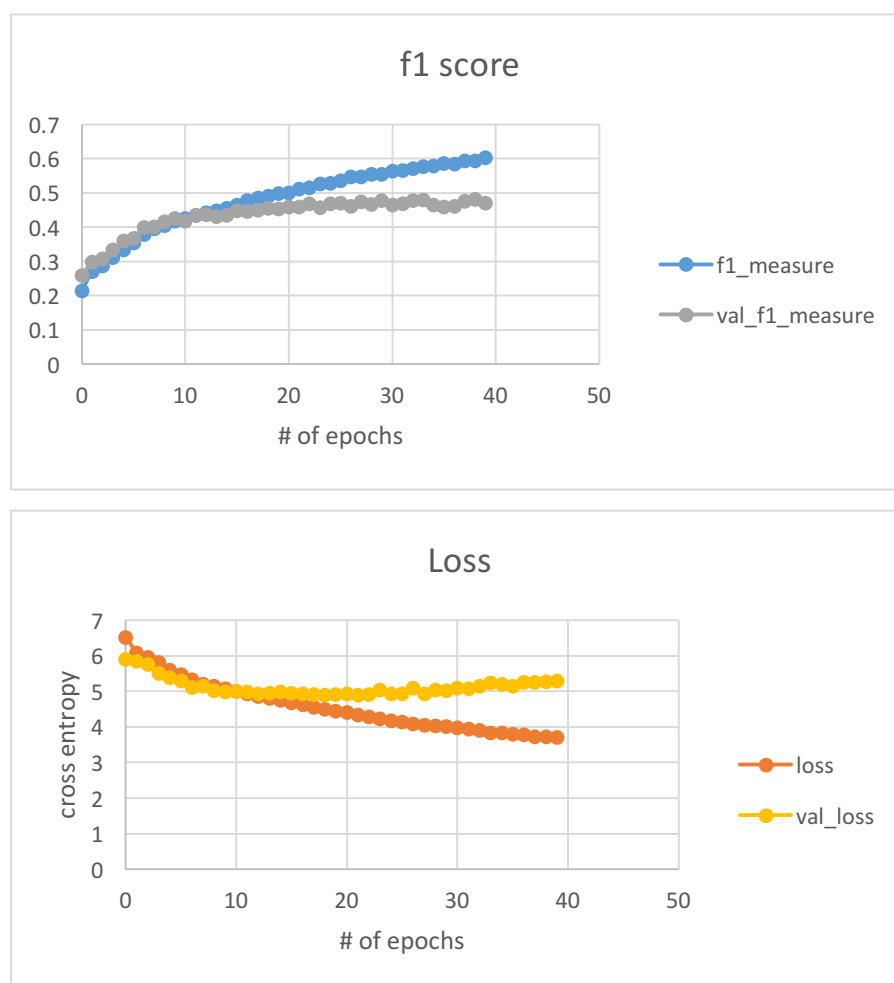 f1 score
0.7
0.6
0.5
0.4
0.3
0.2
0.1
0
0 10 20 30 40 50
# of epochs
f1_measure
val_f1_measure
Loss
7
6
5
4
3
2
1
0
cross entropy
0 10 20 30 40 50
# of epochs
loss
val_loss